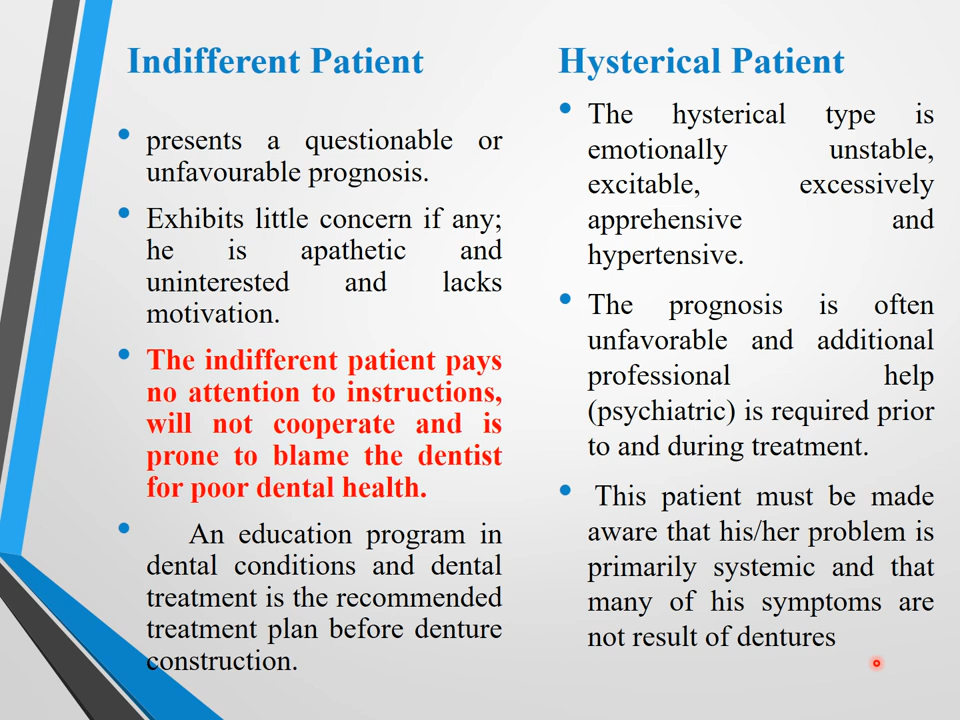 Indifferent Patient
presents a questionable or
unfavourable prognosis.
Exhibits little concern if any;
he is apathetic and
uninterested and lacks
motivation.
The indifferent patient pays
no attention to instructions,
will not cooperate and is
prone to blame the dentist
for poor dental health.
An education program in
dental conditions and dental
treatment is the recommended
treatment plan before denture
construction.
Hysterical Patient
The hysterical type is
emotionally unstable,
excitable, excessively
apprehensive and
hypertensive.
The prognosis is often
unfavorable and additional
professional help
(psychiatric) is required prior
to and during treatment.
This patient must be made
aware that his/her problem is
primarily systemic and that
many of his symptoms are
not result of dentures